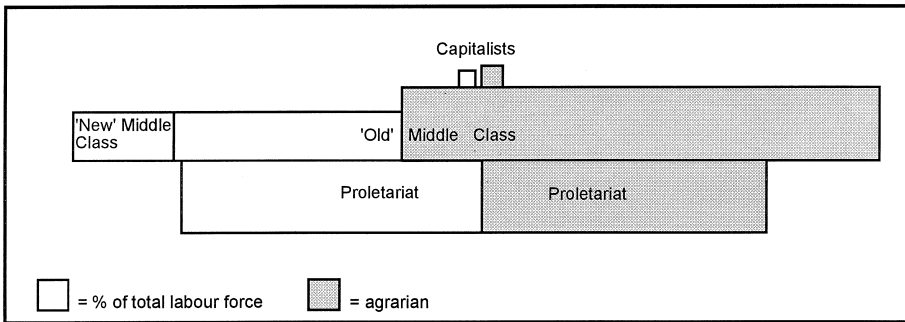 Capitalists
'New' Middle
Class
'Old' Middle Class
Proletariat Proletariat
= % of total labour force = agrarian